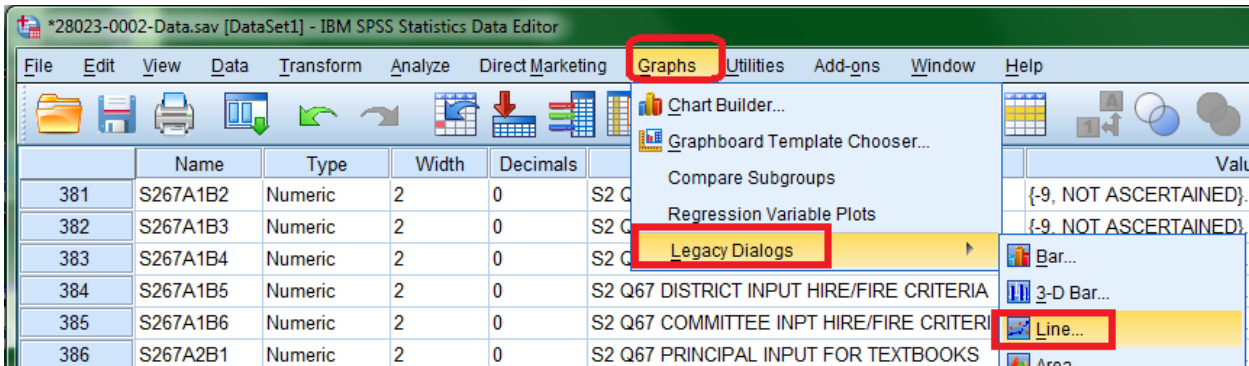 *28023-0002-Data.sav [DataSet1] - IBM SPSS Statistics Data Editor
File Edit View Data Transform Analyze Direct Marketing Graphs Utilities Add-ons Window Help
Chart Builder...
Graphboard Template Chooser...
Compare Subgroups
Regression Variable Plots
Legacy Dialogs
Bar...
3-D Bar...
Line...
Area
A
1
Name Type Width Decimals Valu
381 S267A1B2 Numeric 2 0 S2 Q {-9, NOT ASCERTAINED}.
382 S267A1B3 Numeric 2 0 S2 Q {-9, NOT ASCERTAINED}
383 S267A1B4 Numeric 2 0 S2 Q
384 S267A1B5 Numeric 2 0 S2 Q67 DISTRICT INPUT HIRE/FIRE CRITERIA
385 S267A1B6 Numeric 2 0 S2 Q67 COMMITTEE INPT HIRE/FIRE CRITERI
386 S267A2B1 Numeric 2 0 S2 Q67 PRINCIPAL INPUT FOR TEXTBOOKS